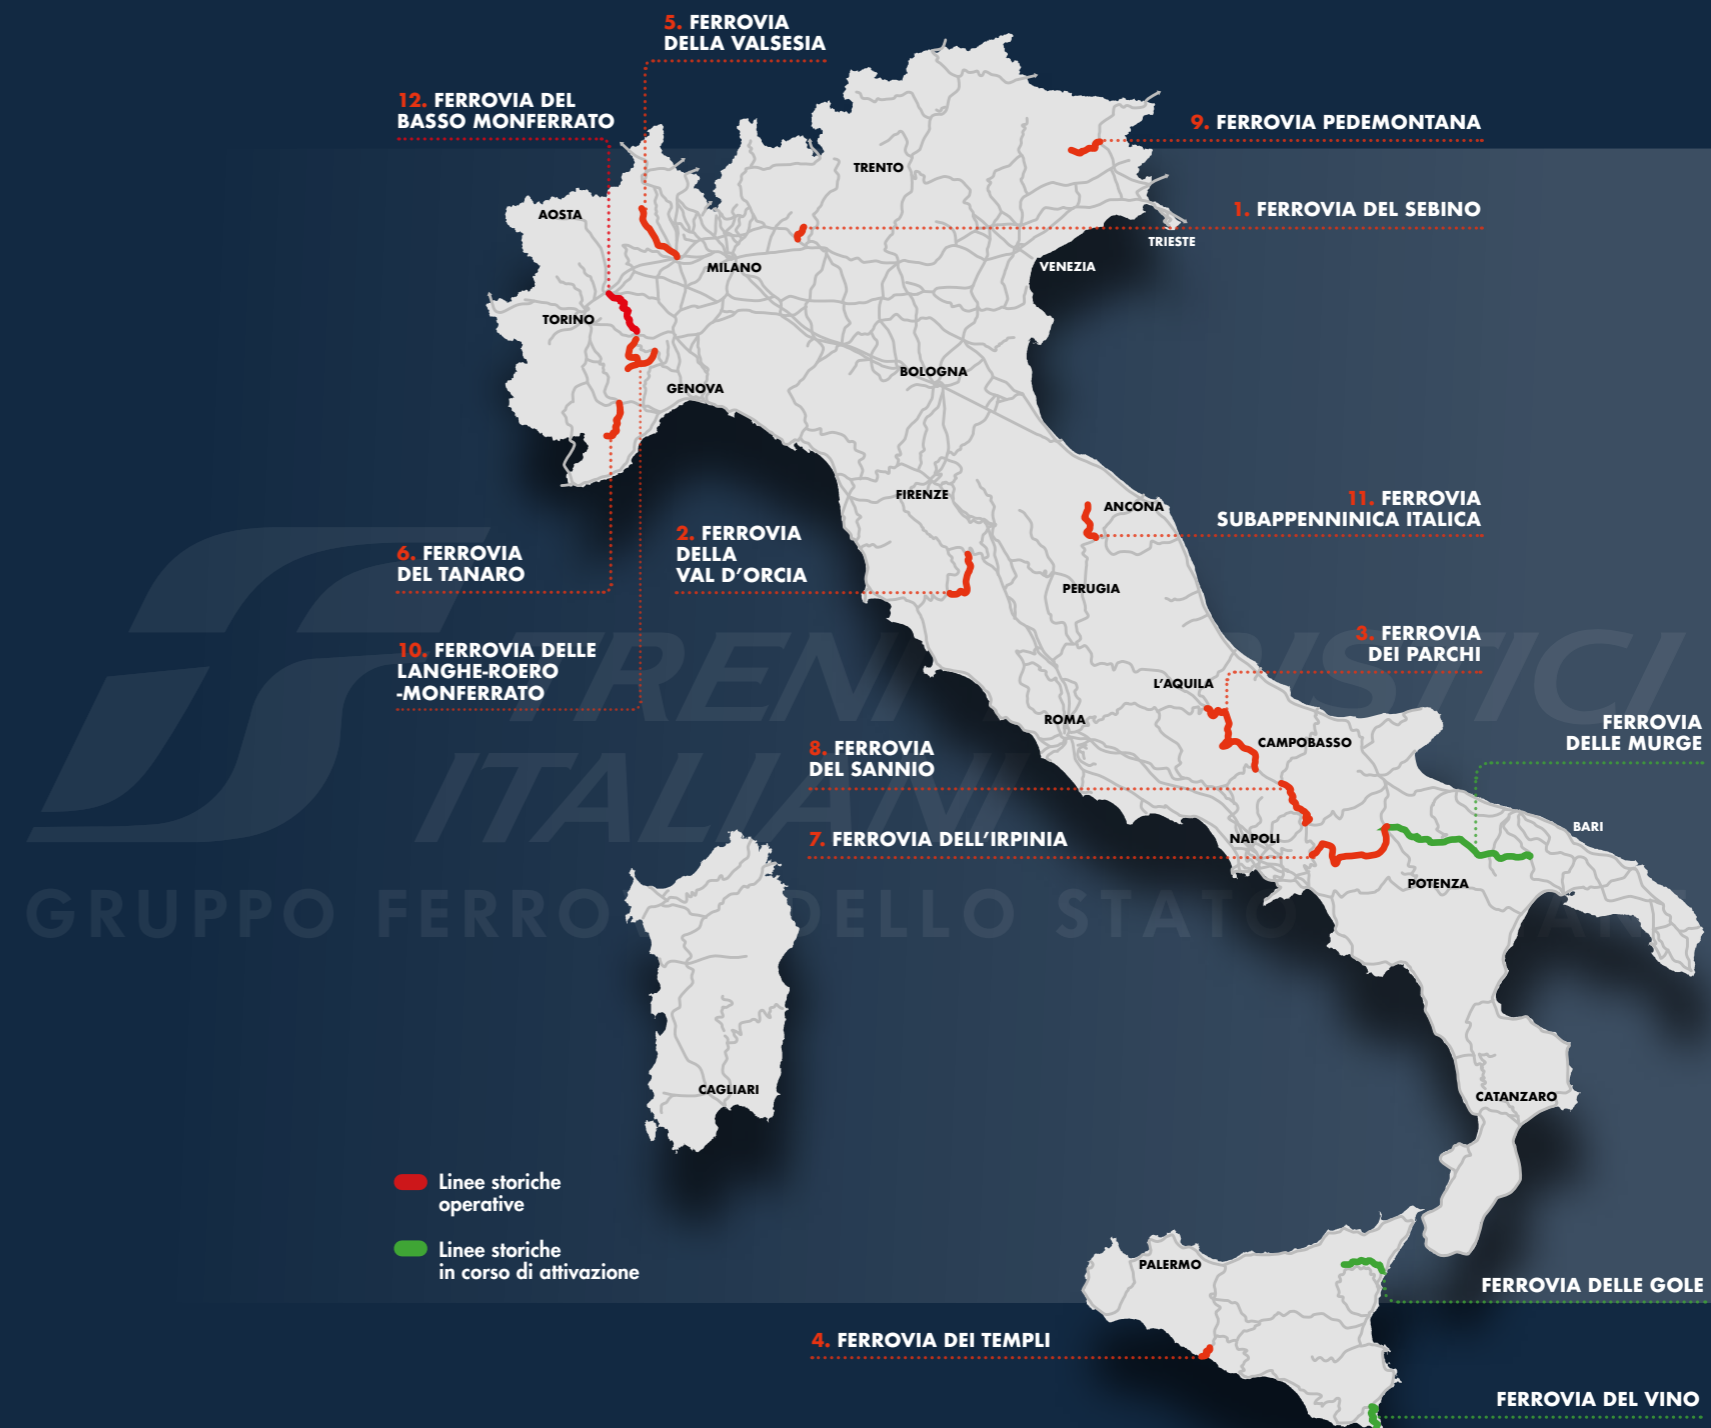 5. FERROVIA
DELLA VALSESIA
12. FERROVIA DEL
BASSO MONFERRATO
9. FERROVIA PEDEMONTANA
TRENTO
AOSTA
1. FERROVIA DEL SEBINO
TRIESTE
MILANO
VENEZIA
TORINO
BOLOGNA
GENOVA
FIRENZE
ANCONA
11. FERROVIA
SUBAPPENNINICA ITALICA
2. FERROVIA
DELLA
VAL D’ORCIA
6. FERROVIA
DEL TANARO
PERUGIA
10. FERROVIA DELLE
LANGHE-ROERO
-MONFERRATO
3. FERROVIA
DEI PARCHI
L’AQUILA
ROMA
FERROVIA
DELLE MURGE
CAMPOBASSO
8. FERROVIA
DEL SANNIO
7. FERROVIA DELL’IRPINIA
NAPOLI
BARI
POTENZA
TRENI TURISTICI
ITALIANI
GRUPPO FERROVIE DELLO STATO
CAGLIARI
CATANZARO
Linee storiche
operative
Linee storiche
in corso di attivazione
PALERMO
FERROVIA DELLE GOLE
4. FERROVIA DEI TEMPLI
FERROVIA DEL VINO